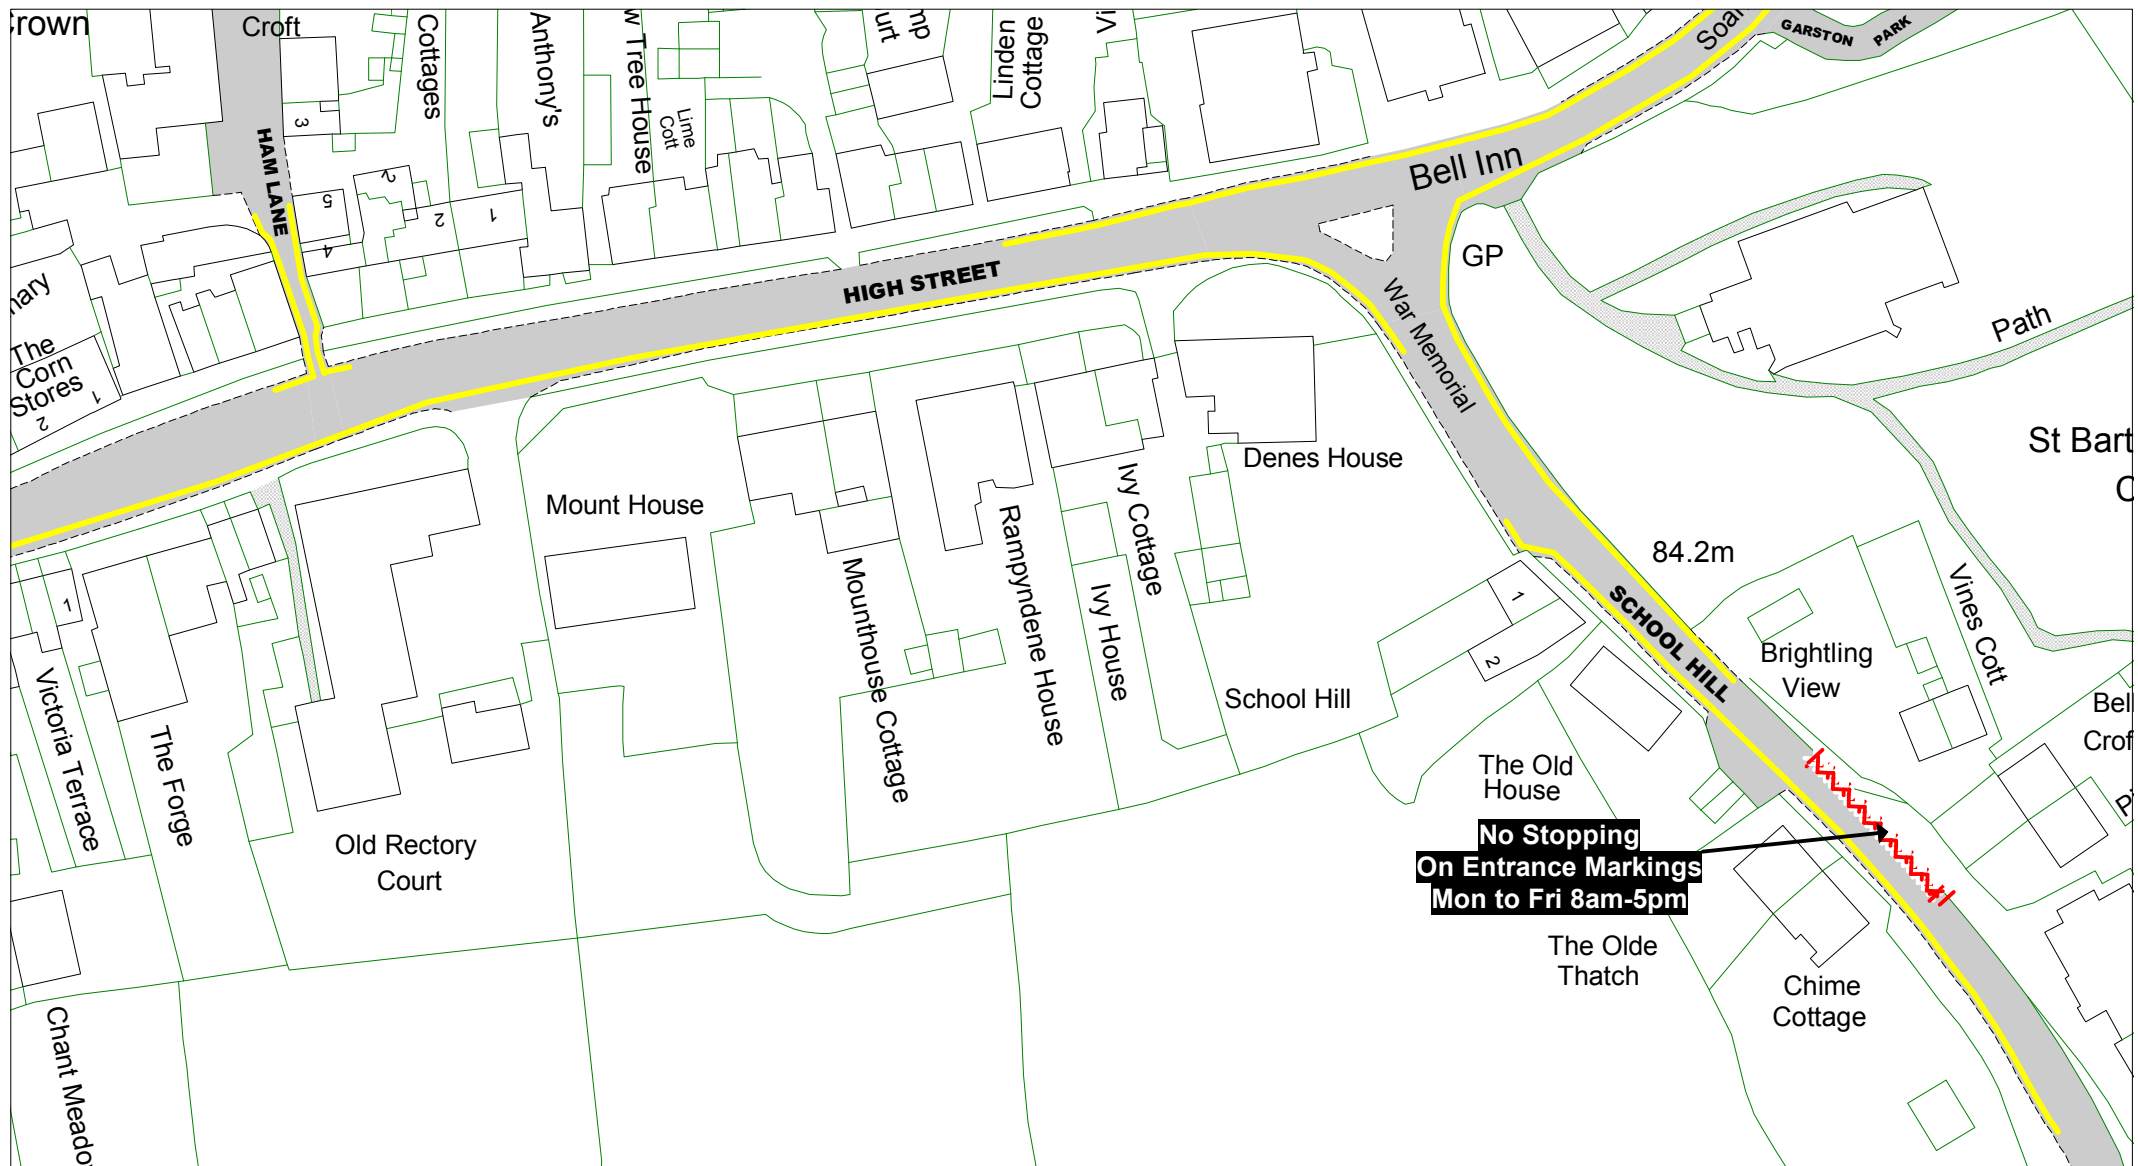 Croft
Cottages
Anthony's
Tree House
Lime
Cott
Linden
Cottage
GARSTON PARK
3
HAM LANE
5
2
4
2
1
Bell Inn
GP
HIGH STREET
War Memorial
Path
The
Corn
Stores
1
2
Denes House
St Bart
Mount House
Ivy Cottage
Rampyndene House
84.2m
Mounthouse Cottage
Ivy House
1
1
2
SCHOOL HILL
Vines Cott
Brightling
View
Victoria Terrace
The Forge
School Hill
Bell
Crof
The Old
House
No Stopping
On Entrance Markings
Mon to Fri 8am-5pm
Old Rectory
Court
The Olde
Thatch
Chime
Cottage
Chant Meado